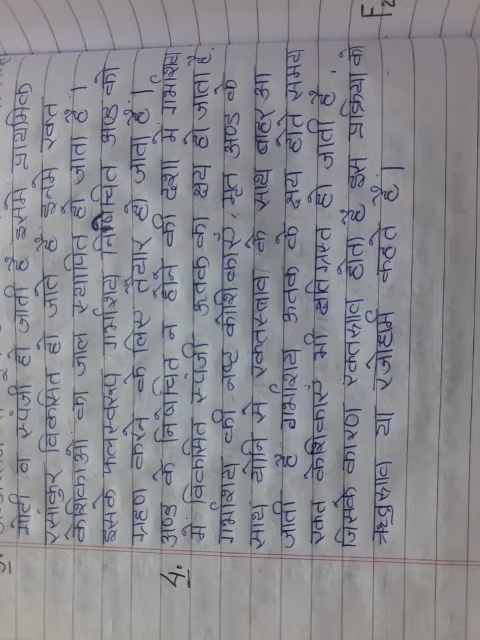 3.
मोटी व स्पंजी हो जाती है इसमें प्राथमिक
रसांकुर विकसित हो जाते हैं इनमें रक्त
केशिकाओं का जाल स्थापित हो जाता है।
इसके फलस्वरूप गर्भाशय निषेचित अण्ड को
ग्रहण करने के लिए तैयार हो जाता है।
4. अण्ड के निषेचित न होने की दशा में गर्भाशय
में विकसित स्पंजी ऊतक का क्षय हो जाता है.
गर्भाशय की नष्ट कोशिकाएं, मृत अण्ड के
साथ योनि से रक्तस्त्राव के साथ बाहर आ
जाती है गर्भाशय ऊतक के क्षय होते समय
रक्त केशिकाएं भी क्षतिग्रस्त हो जाती है.
जिसके कारण रक्तस्राव होता है इस प्रक्रिया को
ऋतुस्राव या रजोधर्म कहते हैं।